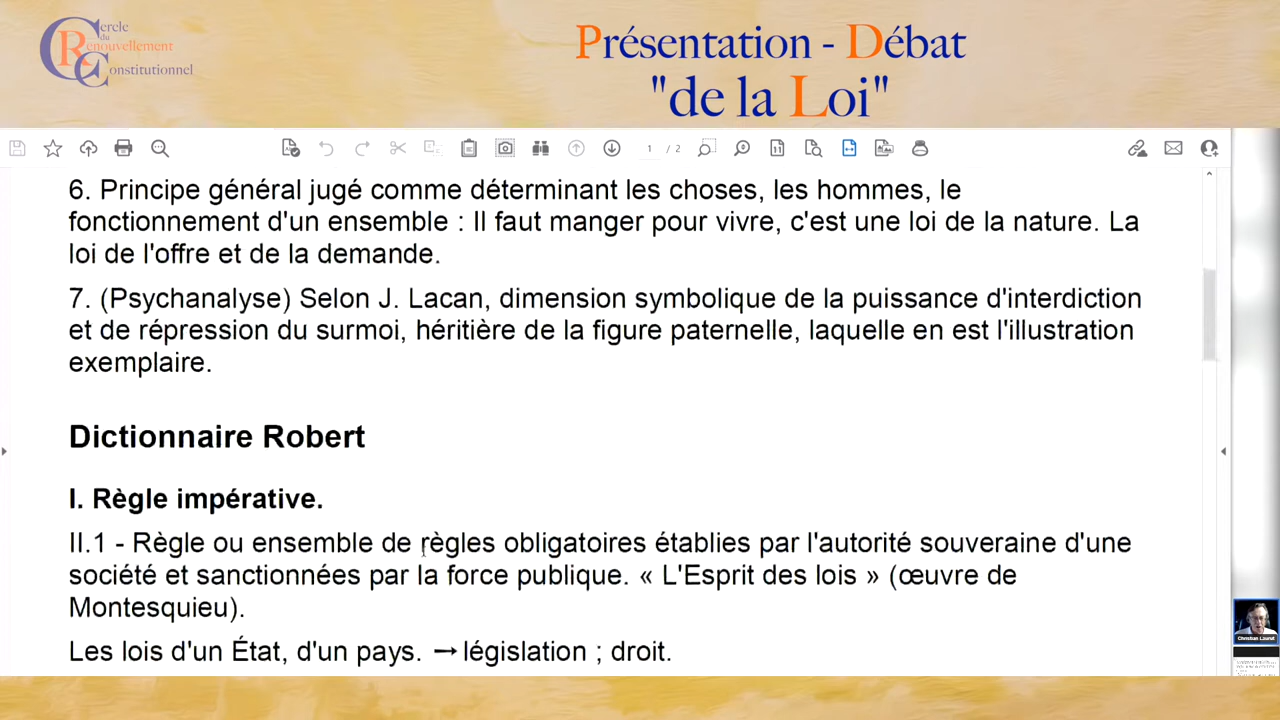 Cercle
du
Renouvellement
Constitutionnel
Présentation - Débat
"de la Loi"
1 / 2
6. Principe général jugé comme déterminant les choses, les hommes, le
fonctionnement d'un ensemble : Il faut manger pour vivre, c'est une loi de la nature. La
loi de l'offre et de la demande.
7. (Psychanalyse) Selon J. Lacan, dimension symbolique de la puissance d'interdiction
et de répression du surmoi, héritière de la figure paternelle, laquelle en est l'illustration
exemplaire.
Dictionnaire Robert
I. Règle impérative.
II.1 - Règle ou ensemble de règles obligatoires établies par l'autorité souveraine d'une
société et sanctionnées par la force publique. « L'Esprit des lois » (œuvre de
Montesquieu).
Les lois d'un État, d'un pays. → législation ; droit.
Christian Laurut